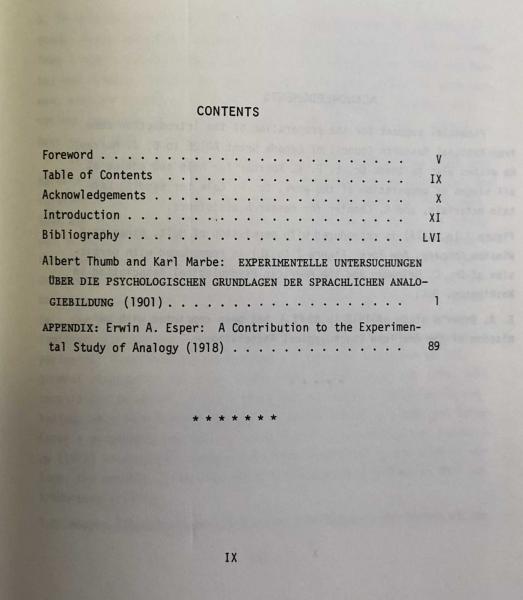 CONTENTS
Foreword . . . . . . . . . . . . . . . . . . . . . . . V
Table of Contents . . . . . . . . . . . . . . . . . . IX
Acknowledgements . . . . . . . . . . . . . . . . . . . X
Introduction . . . . . . . . . . . . . . . . . . . . . XI
Bibliography . . . . . . . . . . . . . . . . . . . . . LVI
Albert Thumb and Karl Marbe: EXPERIMENTELLE UNTERSUCHUNGEN
ÜBER DIE PSYCHOLOGISCHEN GRUNDLAGEN DER SPRACHLICHEN ANALO-
GIEBILDUNG (1901) . . . . . . . . . . . . . . . . . . 1
APPENDIX: Erwin A. Esper: A Contribution to the Experimen-
tal Study of Analogy (1918) . . . . . . . . . . . . . 89
* * * * * * *
IX